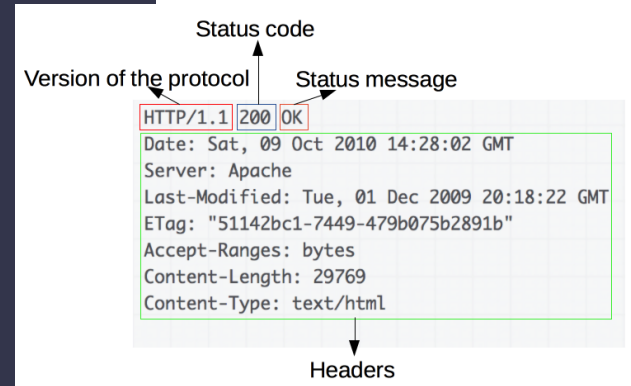 Status code
Version of the protocol Status message
HTTP/1.1 200 OK
Date: Sat, 09 Oct 2010 14:28:02 GMT
Server: Apache
Last-Modified: Tue, 01 Dec 2009 20:18:22 GMT
ETag: "51142bc1-7449-479b075b2891b"
Accept-Ranges: bytes
Content-Length: 29769
Content-Type: text/html
Headers